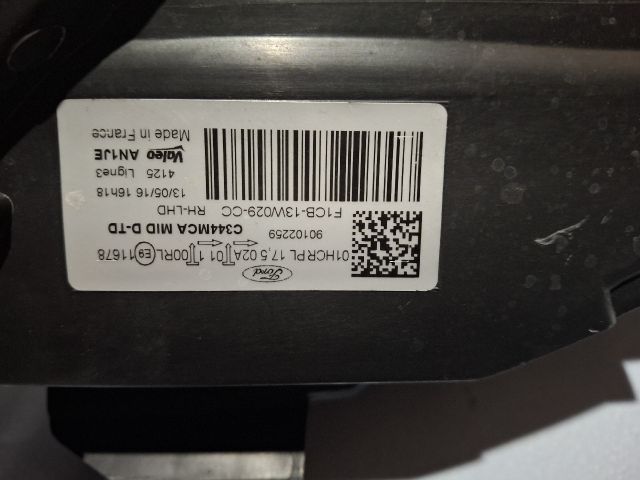 Ford
01HCRPL 17,5 02A 01 1 00RL E9 11678
90102259
C344MCA MID D-TD
F1CB-13W029-CC
RH-LHD
13/05/16 16h18
4125 Ligne3
Valeo AN1JE
Made in France